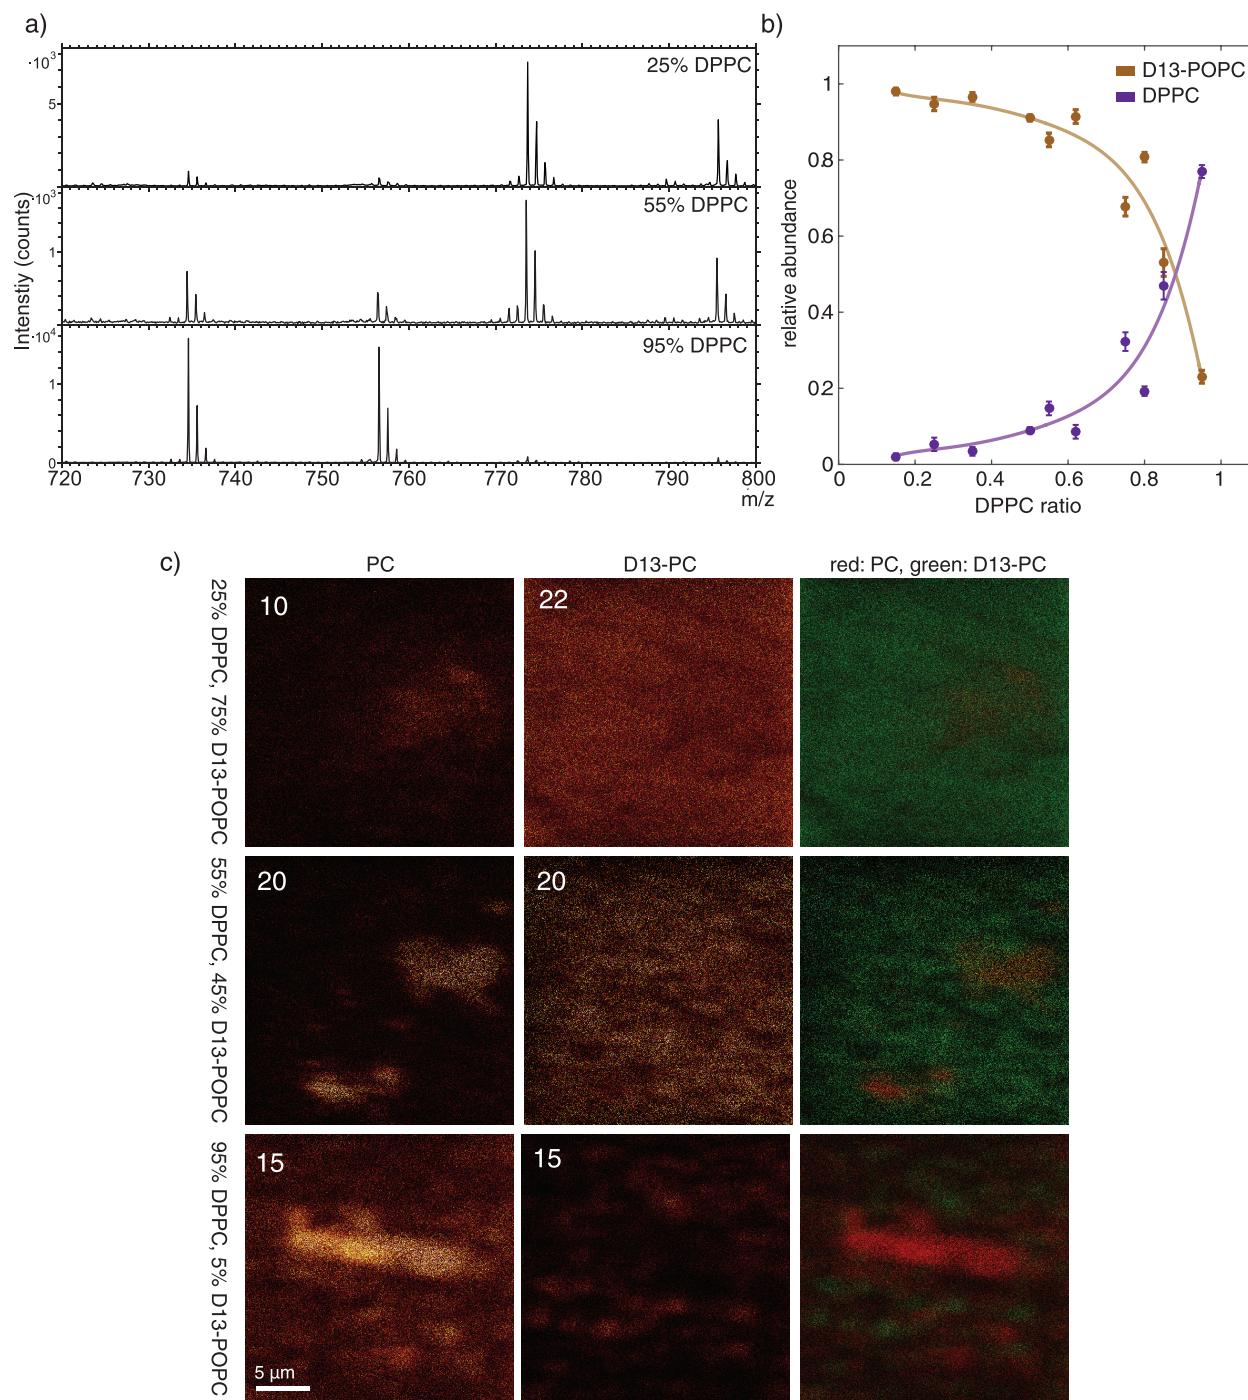 a)
·10³
5
25% DPPC
·10³
1
55% DPPC
·10⁴
1
0
95% DPPC
Intenstiy (counts)
720 730 740 750 760 770 780 790 800
m/z
b)
D13-POPC
DPPC
1
0.8
0.6
0.4
0.2
0
relative abundance
0 0.2 0.4 0.6 0.8 1
DPPC ratio
c)
PC D13-PC red: PC, green: D13-PC
25% DPPC, 75% D13-POPC
10 22
55% DPPC, 45% D13-POPC
20 20
95% DPPC, 5% D13-POPC
15 15
5 µm